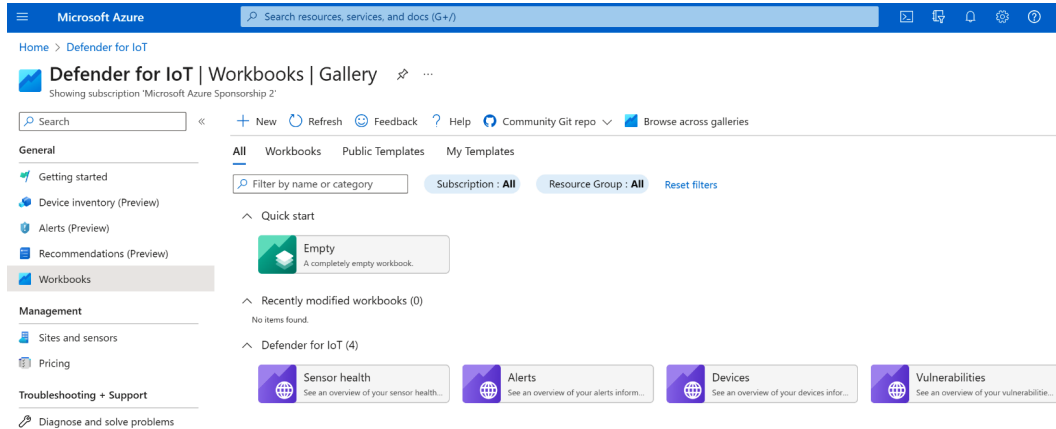 Microsoft Azure
Search resources, services, and docs (G+/)
Home > Defender for IoT
Defender for IoT | Workbooks | Gallery
Showing subscription 'Microsoft Azure Sponsorship 2'
Search
«
New
Refresh
Feedback
Help
Community Git repo
Browse across galleries
General
Getting started
Device inventory (Preview)
Alerts (Preview)
Recommendations (Preview)
Workbooks
Management
Sites and sensors
Pricing
Troubleshooting + Support
Diagnose and solve problems
All
Workbooks
Public Templates
My Templates
Filter by name or category
Subscription : All
Resource Group : All
Reset filters
Quick start
Empty
A completely empty workbook.
Recently modified workbooks (0)
No items found.
Defender for IoT (4)
Sensor health
See an overview of your sensor health...
Alerts
See an overview of your alerts inform...
Devices
See an overview of your devices infor...
Vulnerabilities
See an overview of your vulnerabilitie...